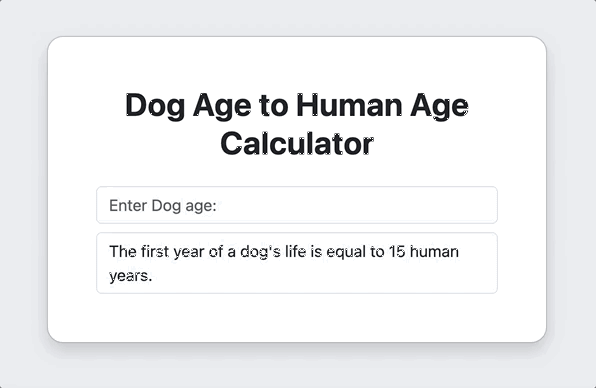 Dog Age to Human Age
Calculator
Enter Dog age:
The first year of a dog's life is equal to 15 human
years.